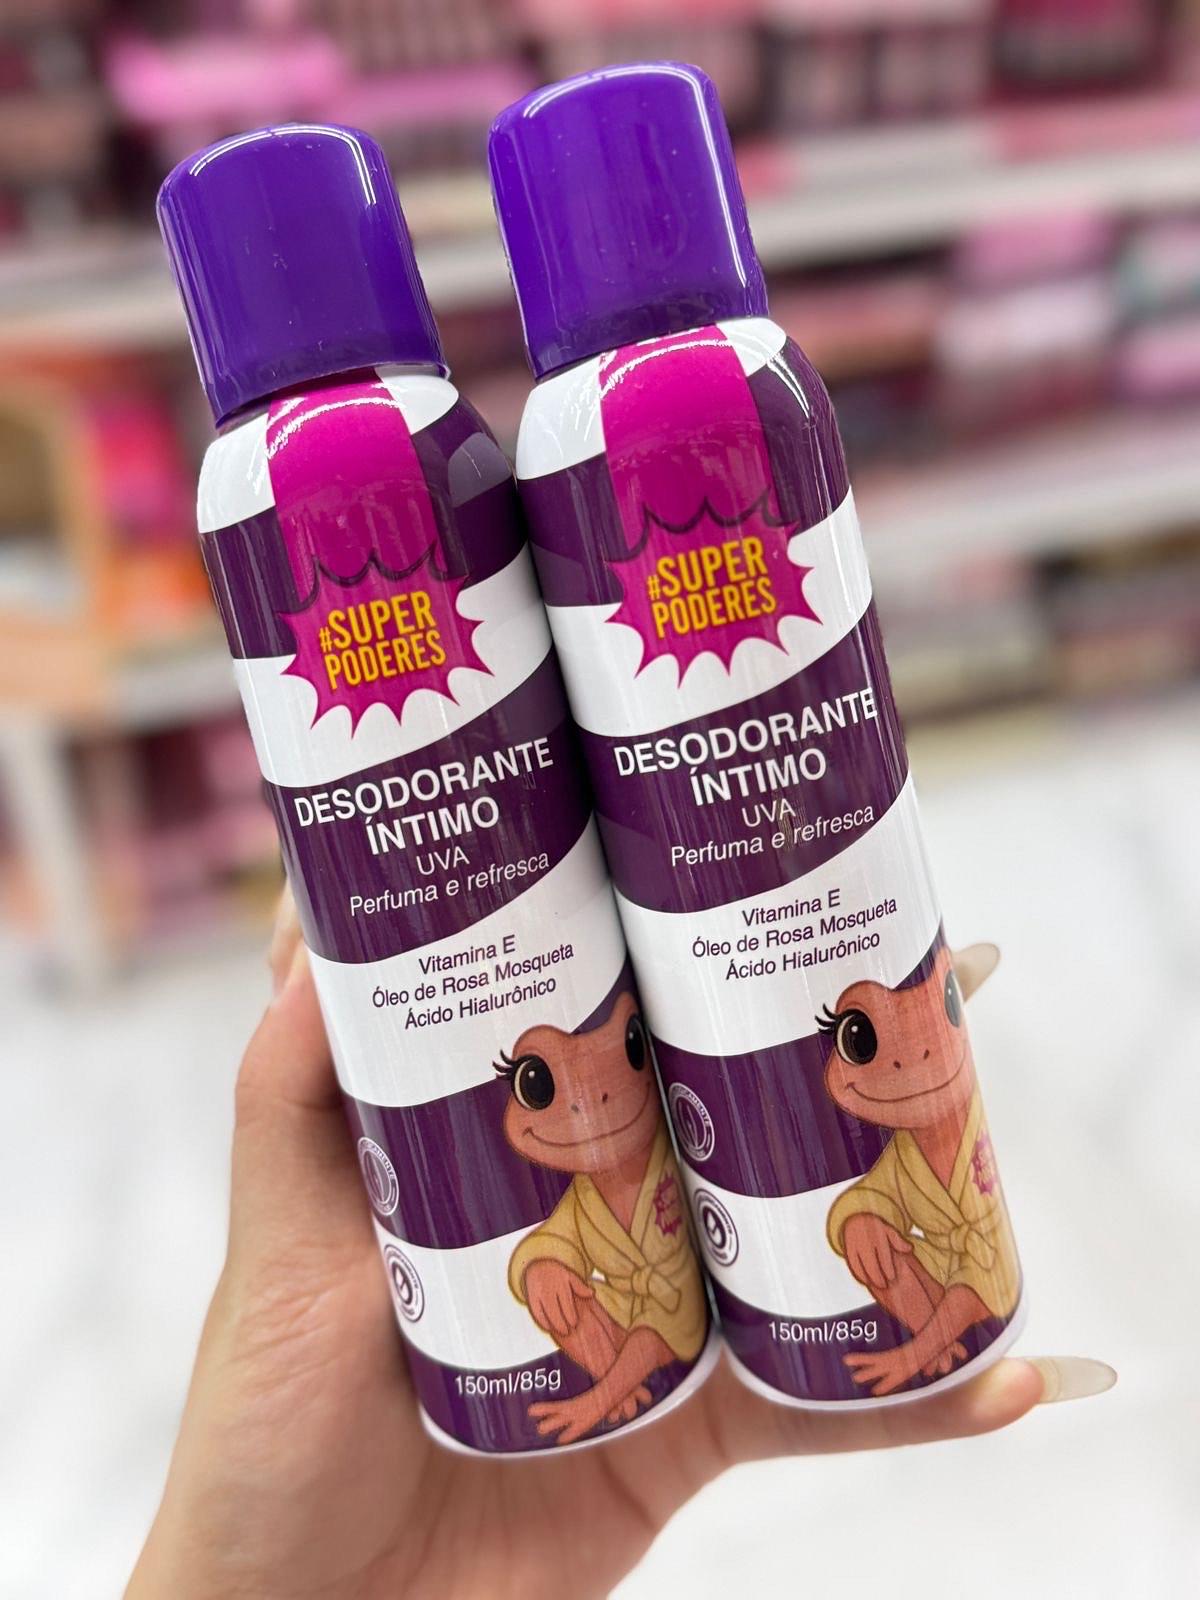 #SUPER
PODERES
DESODORANTE
ÍNTIMO
UVA
Perfuma e refresca
Vitamina E
Óleo de Rosa Mosqueta
Ácido Hialurônico
150ml/85g
#SUPER
PODERES
DESODORANTE
ÍNTIMO
UVA
Perfuma e refresca
Vitamina E
Óleo de Rosa Mosqueta
Ácido Hialurônico
150ml/85g